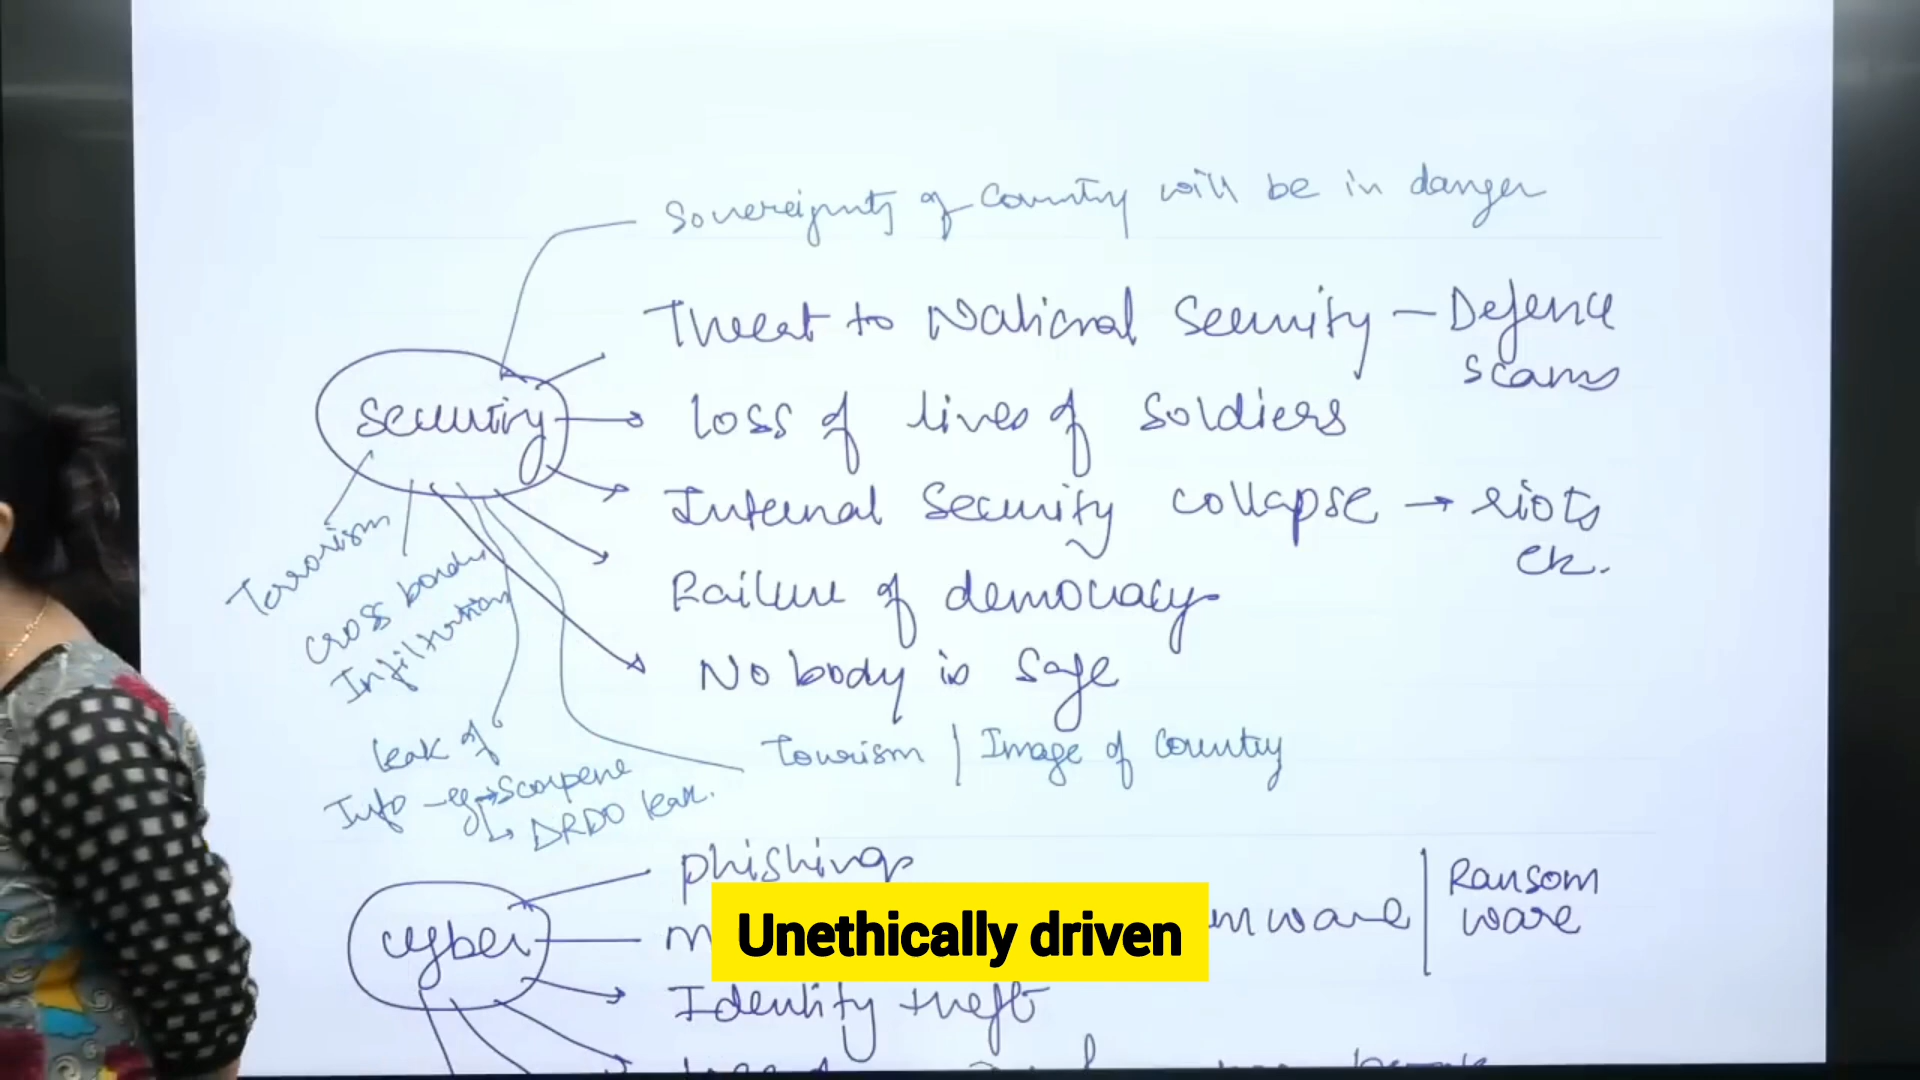 Sovereignty of Country will be in danger
Threat to National Security - Defence
scams
Security
loss of lives of Soldiers
Internal Security collapse → riots
etc.
Terrorism
cross border
Infiltration
Failure of democracy
No body is Safe
Tourism | Image of Country
leak of
Info - eg → Scorpene
↳ DRDO leak.
phishing
cyber
Ransom
ware
Unethically driven
Identity theft